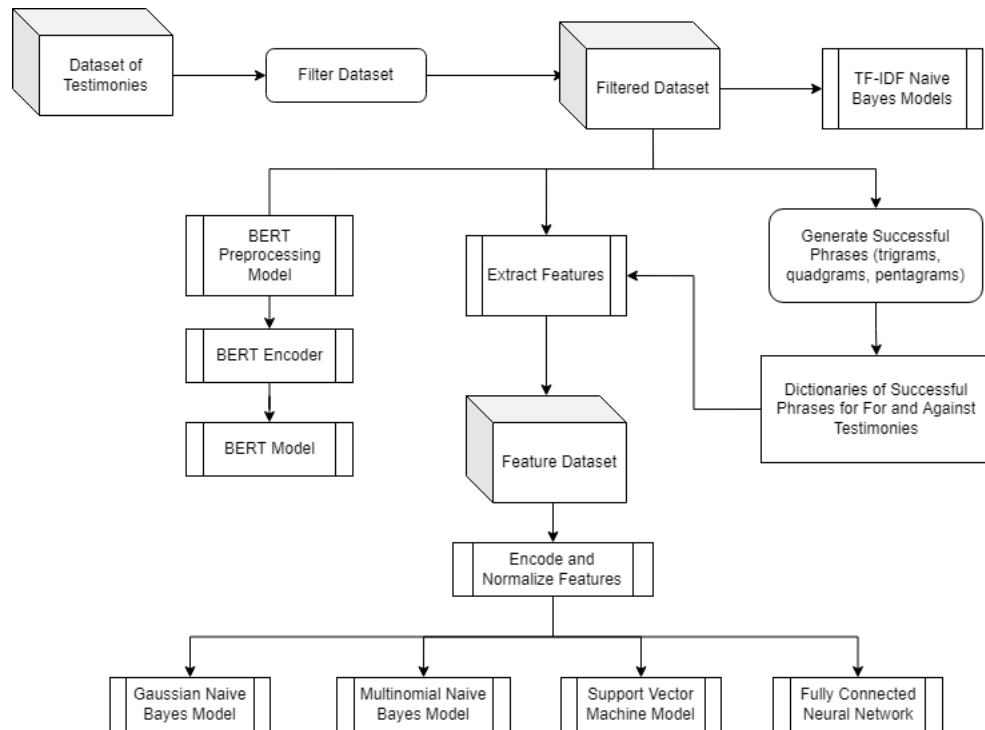 Dataset of
Testimonies
Filter Dataset
Filtered Dataset
TF-IDF Naive
Bayes Models
BERT
Preprocessing
Model
Extract Features
Generate Successful
Phrases (trigrams,
quadgrams, pentagrams)
BERT Encoder
Dictionaries of Successful
Phrases for For and Against
Testimonies
BERT Model
Feature Dataset
Encode and
Normalize Features
Gaussian Naive
Bayes Model
Multinomial Naive
Bayes Model
Support Vector
Machine Model
Fully Connected
Neural Network